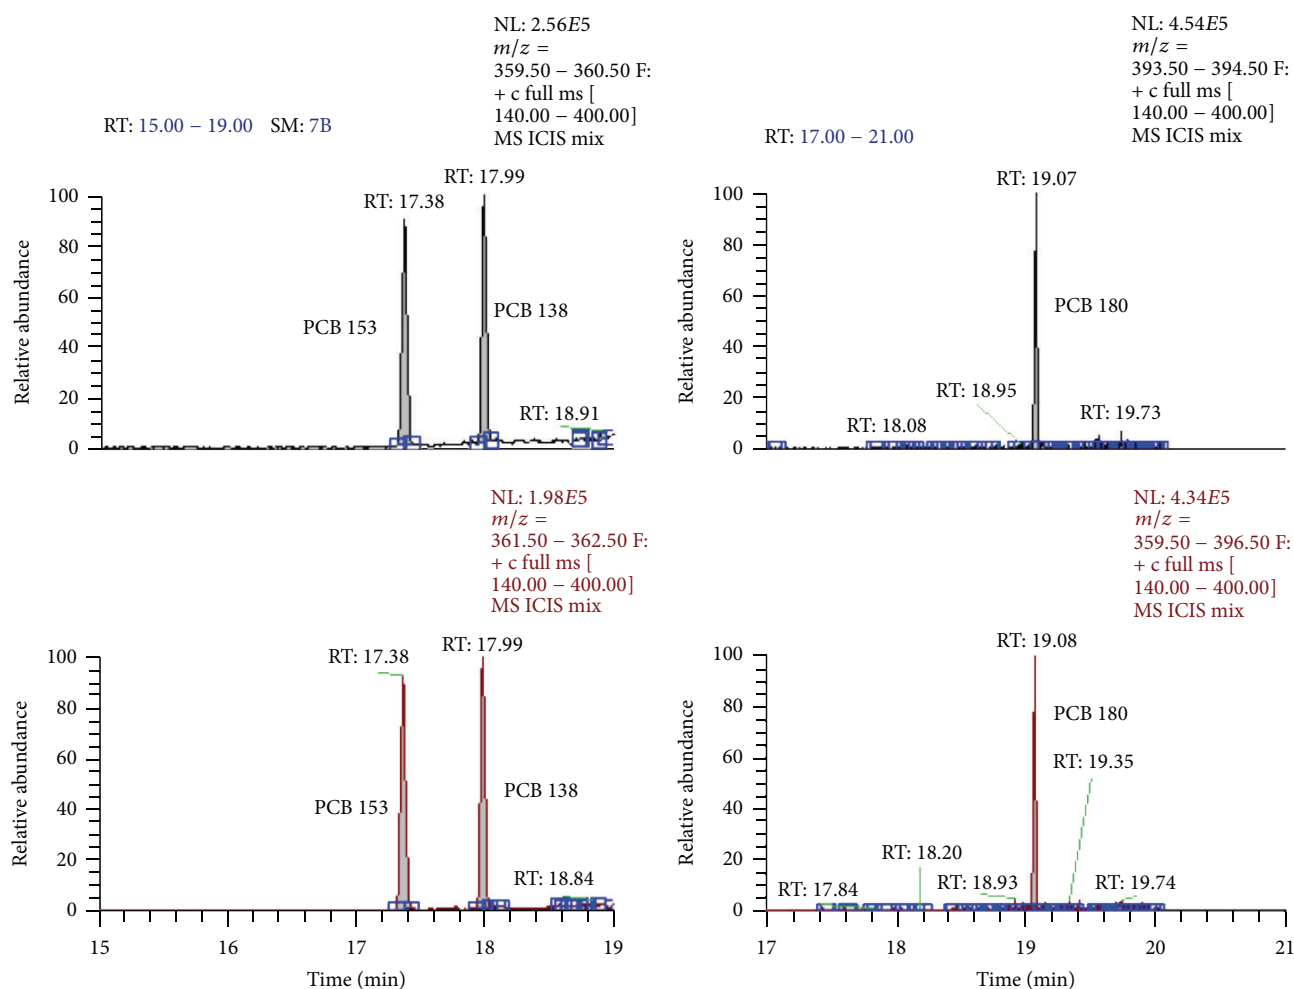 NL: 2.56E5
m/z =
359.50 – 360.50 F:
+ c full ms [
140.00 – 400.00]
MS ICIS mix
RT: 15.00 – 19.00 SM: 7B
RT: 17.99
RT: 17.38
100
80
60
40
20
0
Relative abundance
PCB 153
PCB 138
RT: 18.91
NL: 4.54E5
m/z =
393.50 – 394.50 F:
+ c full ms [
140.00 – 400.00]
MS ICIS mix
RT: 17.00 – 21.00
RT: 19.07
100
80
60
40
20
0
Relative abundance
PCB 180
RT: 18.95
RT: 18.08
RT: 19.73
NL: 1.98E5
m/z =
361.50 – 362.50 F:
+ c full ms [
140.00 – 400.00]
MS ICIS mix
RT: 17.38
RT: 17.99
100
80
60
40
20
0
Relative abundance
PCB 153
PCB 138
RT: 18.84
15 16 17 18 19
Time (min)
NL: 4.34E5
m/z =
359.50 – 396.50 F:
+ c full ms [
140.00 – 400.00]
MS ICIS mix
RT: 19.08
100
80
60
40
20
0
Relative abundance
PCB 180
RT: 19.35
RT: 18.20
RT: 17.84
RT: 18.93
RT: 19.74
17 18 19 20 21
Time (min)